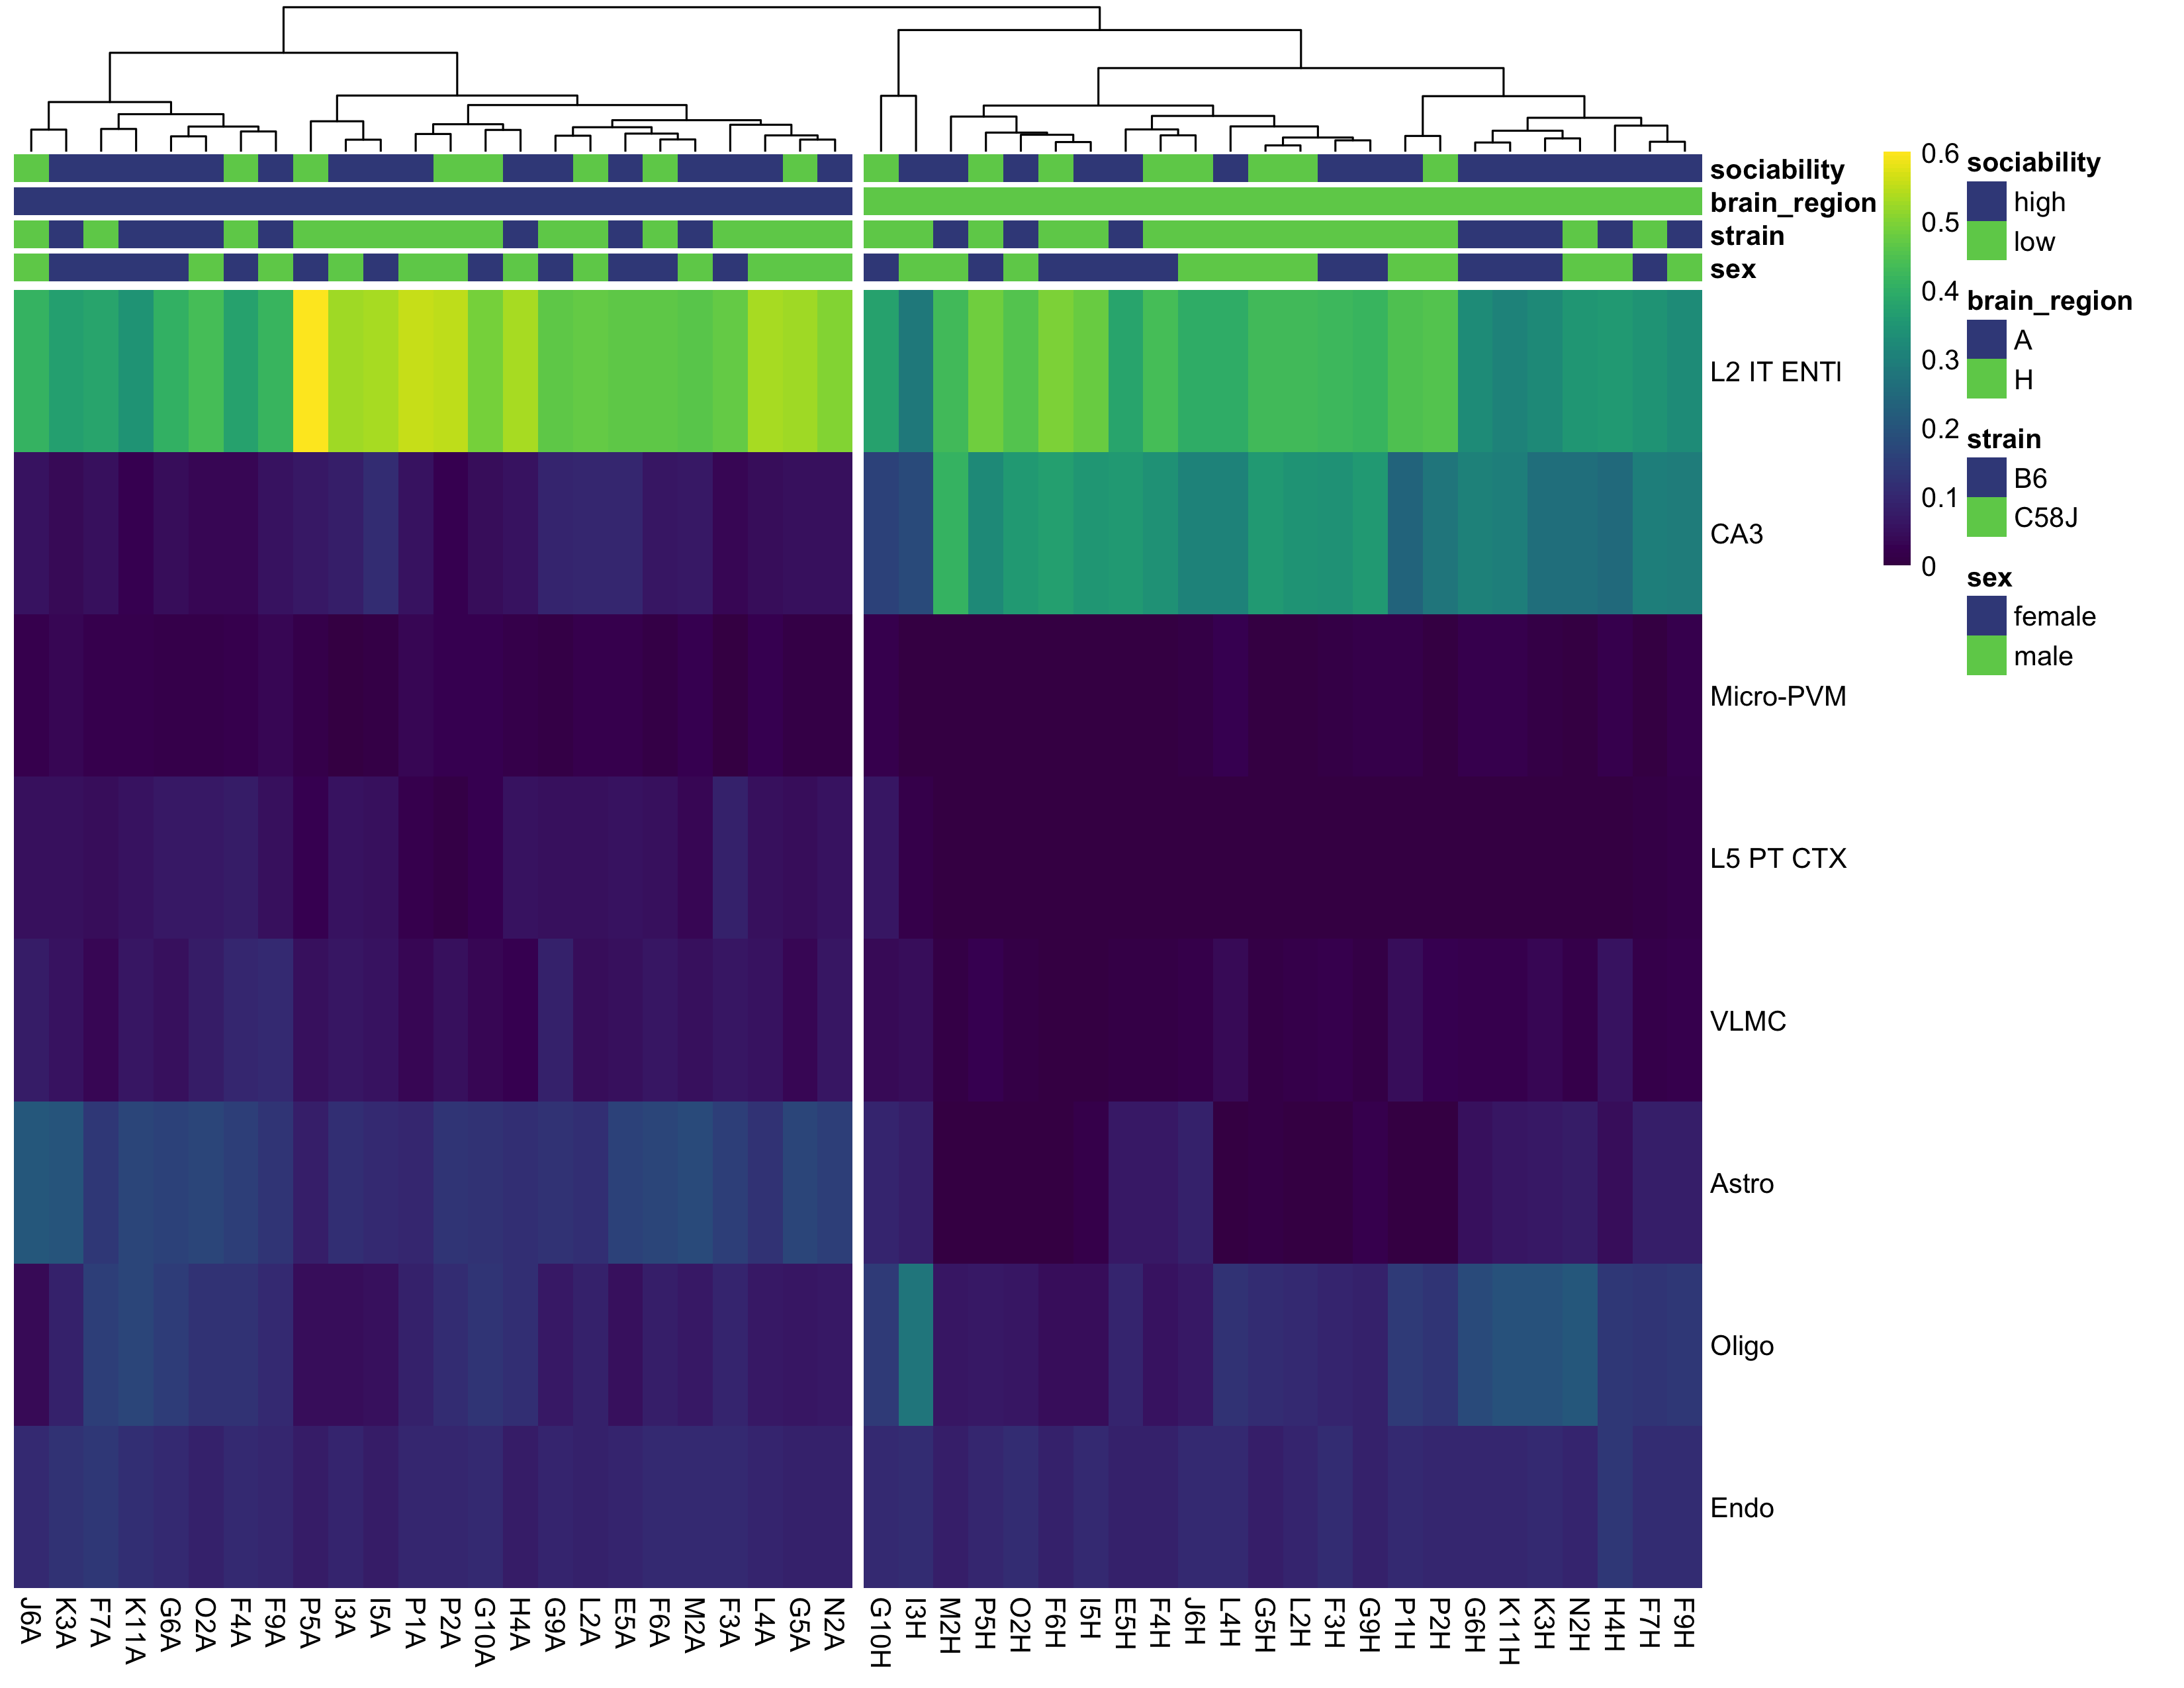 sociability
brain_region
strain
sex
L2 IT ENTl
CA3
Micro-PVM
L5 PT CTX
VLMC
Astro
Oligo
Endo
J6A K3A F7A K11A G6A O2A F4A F9A P5A I3A I5A P1A P2A G10A H4A G9A L2A E5A F6A M2A F3A L4A G5A N2A G10H I3H M2H P5H O2H F6H I5H E5H F4H J6H L4H G5H L2H F3H G9H P1H P2H G6H K11H K3H N2H H4H F7H F9H
0.6
0.5
0.4
0.3
0.2
0.1
0
sociability
high
low
brain_region
A
H
strain
B6
C58J
sex
female
male